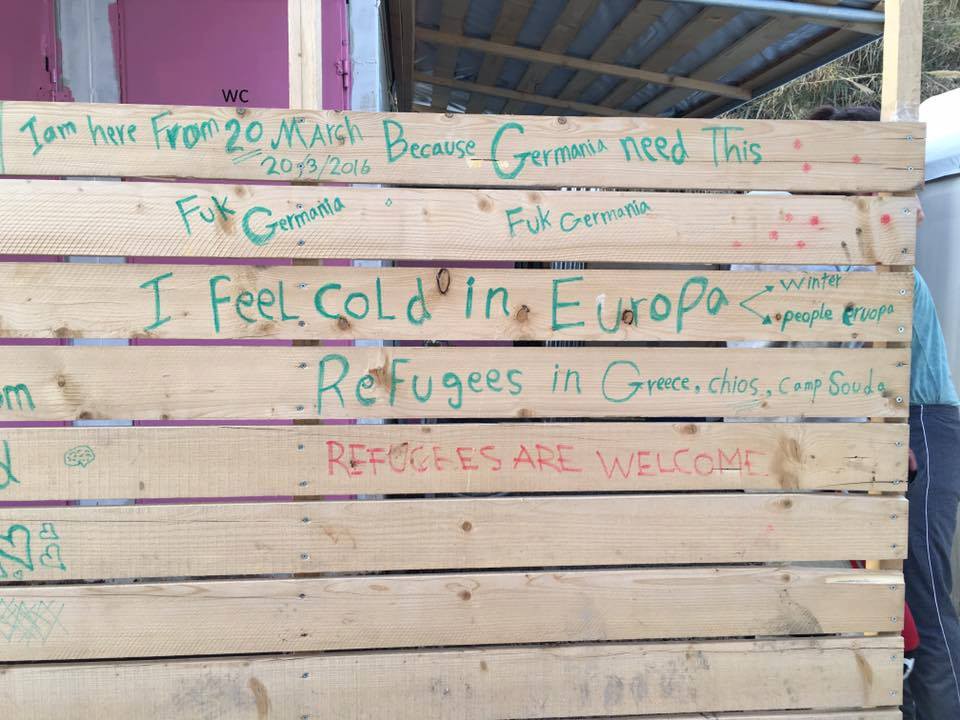 WC
I am here From 20 March Because Germania need This
20/3/2016
Fuk Germania Fuk Germania
I Feel cold in Europa
winter
people eruopa
Refugees in Greece, chios, camp Souda
REFUGEES ARE WELCOME